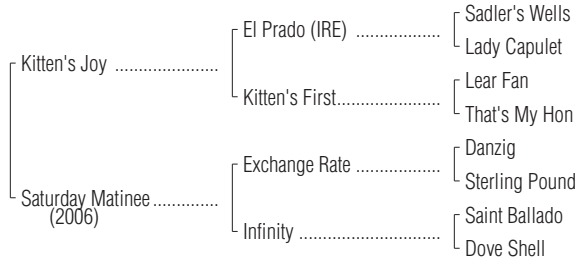 Sadler's Wells
El Prado (IRE) ..................
Lady Capulet
Kitten's Joy ......................
Lear Fan
Kitten's First......................
That's My Hon
Danzig
Exchange Rate ..................
Sterling Pound
Saturday Matinee..............
(2006)
Saint Ballado
Infinity ..............................
Dove Shell